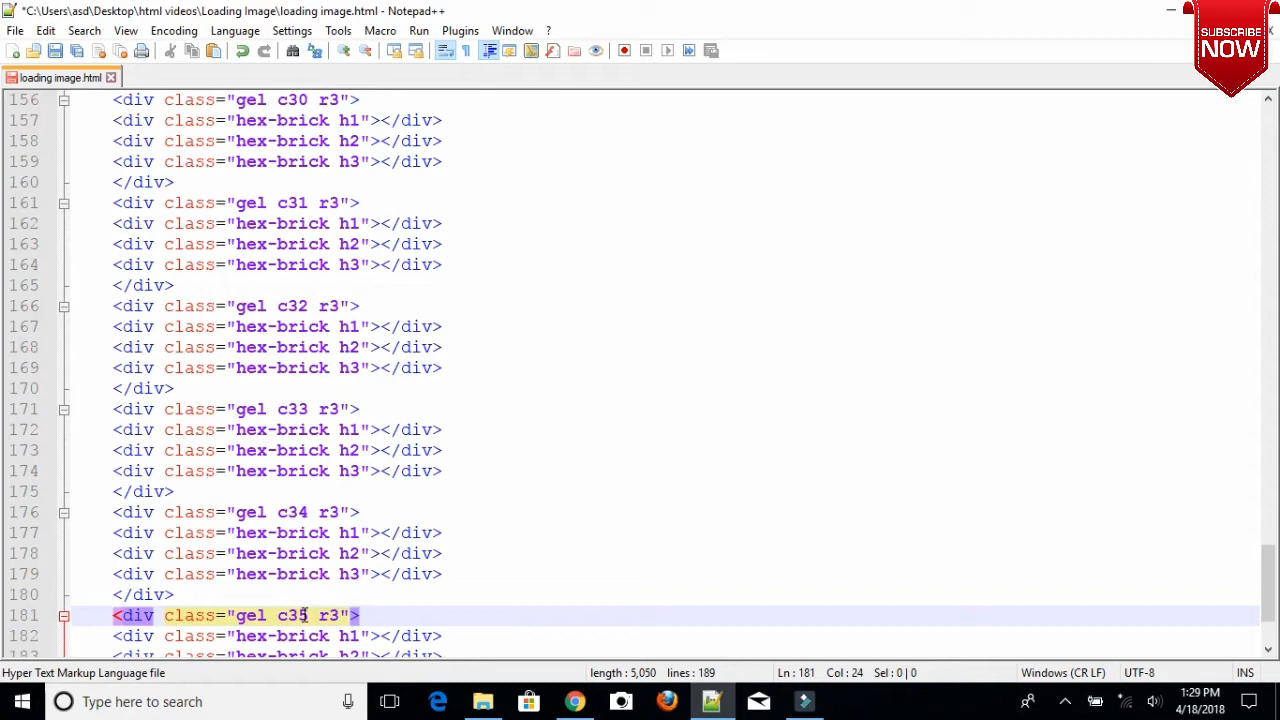 *C:\Users\asd\Desktop\html videos\Loading Image\loading image.html - Notepad++
SUBSCRIBE
NOW
File Edit Search View Encoding Language Settings Tools Macro Run Plugins Window ?
loading image.html
156 <div class="gel c30 r3">
157 <div class="hex-brick h1"></div>
158 <div class="hex-brick h2"></div>
159 <div class="hex-brick h3"></div>
160 </div>
161 <div class="gel c31 r3">
162 <div class="hex-brick h1"></div>
163 <div class="hex-brick h2"></div>
164 <div class="hex-brick h3"></div>
165 </div>
166 <div class="gel c32 r3">
167 <div class="hex-brick h1"></div>
168 <div class="hex-brick h2"></div>
169 <div class="hex-brick h3"></div>
170 </div>
171 <div class="gel c33 r3">
172 <div class="hex-brick h1"></div>
173 <div class="hex-brick h2"></div>
174 <div class="hex-brick h3"></div>
175 </div>
176 <div class="gel c34 r3">
177 <div class="hex-brick h1"></div>
178 <div class="hex-brick h2"></div>
179 <div class="hex-brick h3"></div>
180 </div>
181 <div class="gel c35 r3">
182 <div class="hex-brick h1"></div>
183 <div class="hex-brick h2"></div>
Hyper Text Markup Language file length : 5,050 lines : 189 Ln : 181 Col : 24 Sel : 0 | 0 Windows (CR LF) UTF-8 INS
Type here to search
1:29 PM
4/18/2018